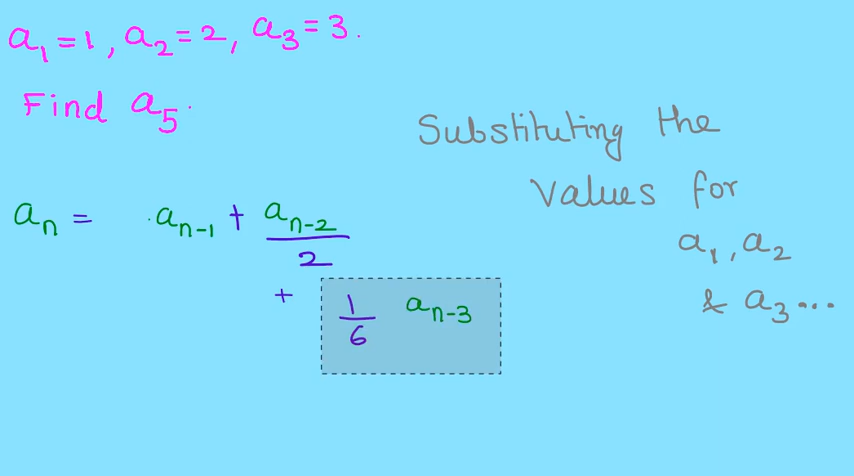 a₁ = 1, a₂ = 2, a₃ = 3.
Find a₅.
Substituting the
values for
a₁, a₂
& a₃ ...
aₙ = aₙ₋₁ + aₙ₋₂/2
+ 1/6 aₙ₋₃